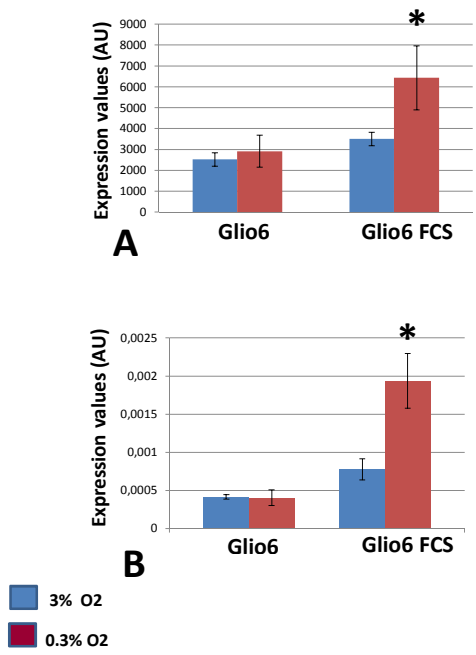 Expression values (AU)
9000
8000
7000
6000
5000
4000
3000
2000
1000
0
*
Glio6
Glio6 FCS
A
Expression values (AU)
0,0025
0,002
0,0015
0,001
0,0005
0
*
Glio6
Glio6 FCS
B
3% O2
0.3% O2